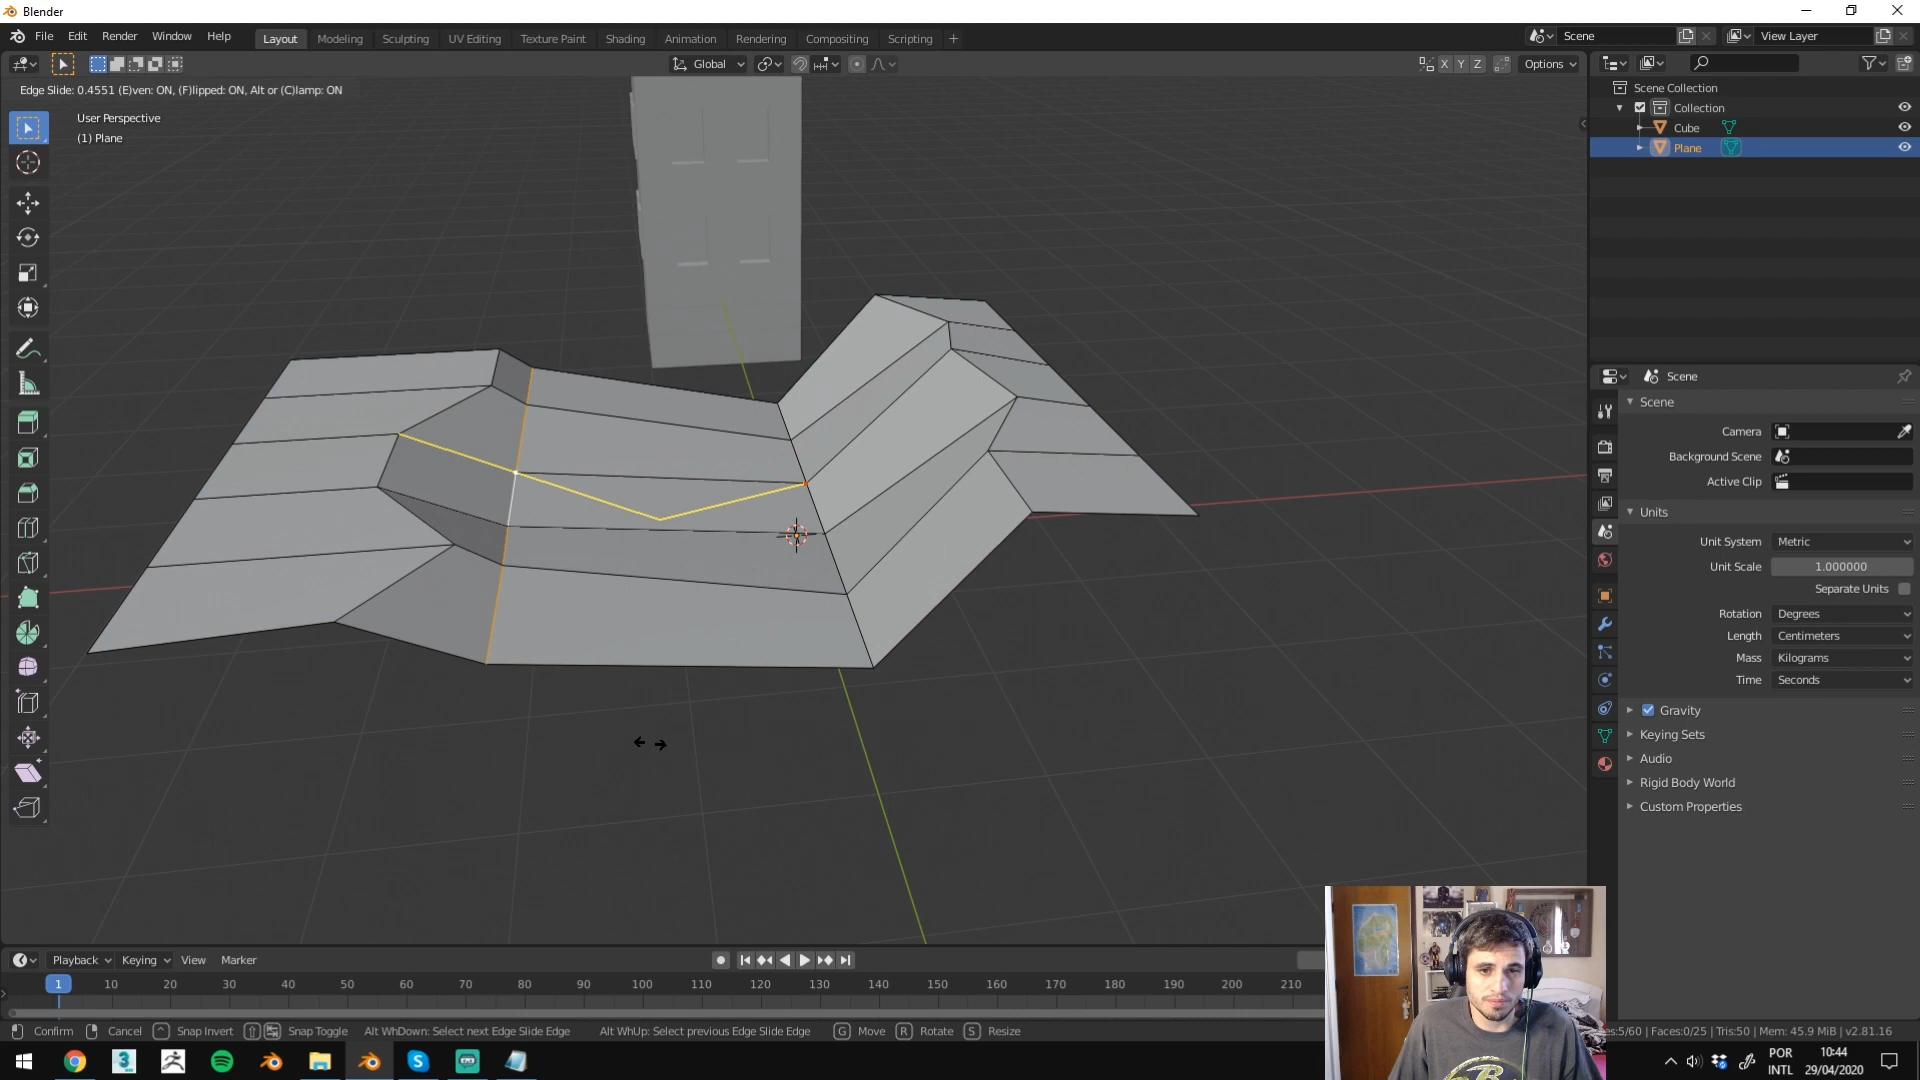 Blender
File Edit Render Window Help Layout Modeling Sculpting UV Editing Texture Paint Shading Animation Rendering Compositing Scripting + Scene View Layer
Global X Y Z Options
Edge Slide: 0.4551 (E)ven: ON, (F)lipped: ON, Alt or (C)lamp: ON
User Perspective
(1) Plane
Scene Collection
Collection
Cube
Plane
Scene
Scene
Camera
Background Scene
Active Clip
Units
Unit System Metric
Unit Scale 1.000000
Separate Units
Rotation Degrees
Length Centimeters
Mass Kilograms
Time Seconds
Gravity
Keying Sets
Audio
Rigid Body World
Custom Properties
Playback Keying View Marker
1 10 20 30 40 50 60 70 80 90 100 110 120 130 140 150 160 170 180 190 200 210
Confirm Cancel Snap Invert Snap Toggle Alt WhDown: Select next Edge Slide Edge Alt WhUp: Select previous Edge Slide Edge G Move R Rotate S Resize
es:5/60 | Faces:0/25 | Tris:50 | Mem: 45.9 MiB | v2.81.16
POR
INTL
10:44
29/04/2020